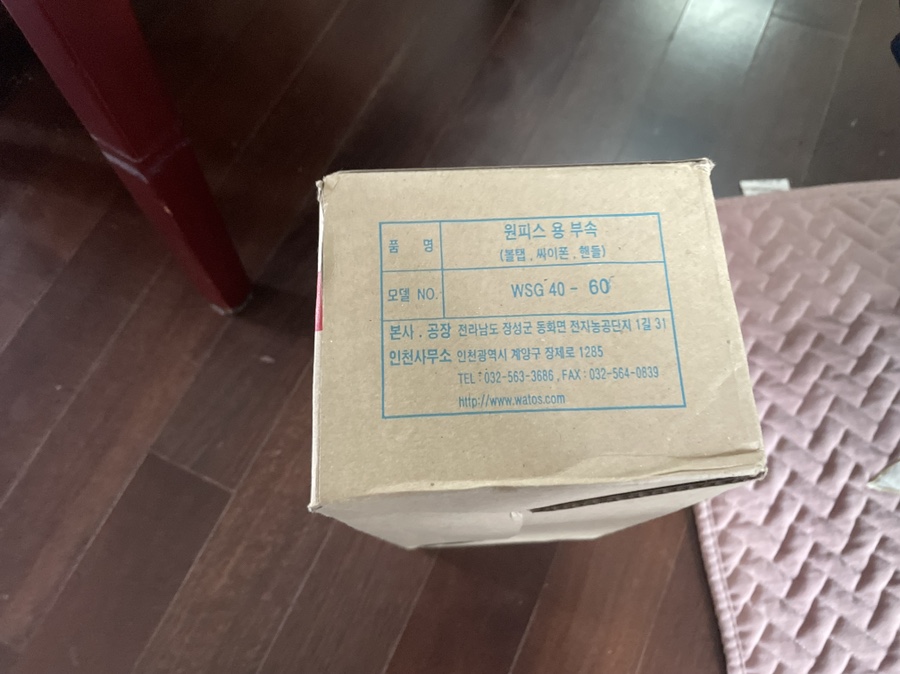 품 명 원피스 용 부속
(볼탭 . 싸이폰 . 핸들)
모델 NO. WSG 40 - 60
본사 . 공장 전라남도 장성군 동화면 전자농공단지 1길 31
인천사무소 인천광역시 계양구 장제로 1285
TEL : 032-563-3686 , FAX : 032-564-0839
http://www.watos.com